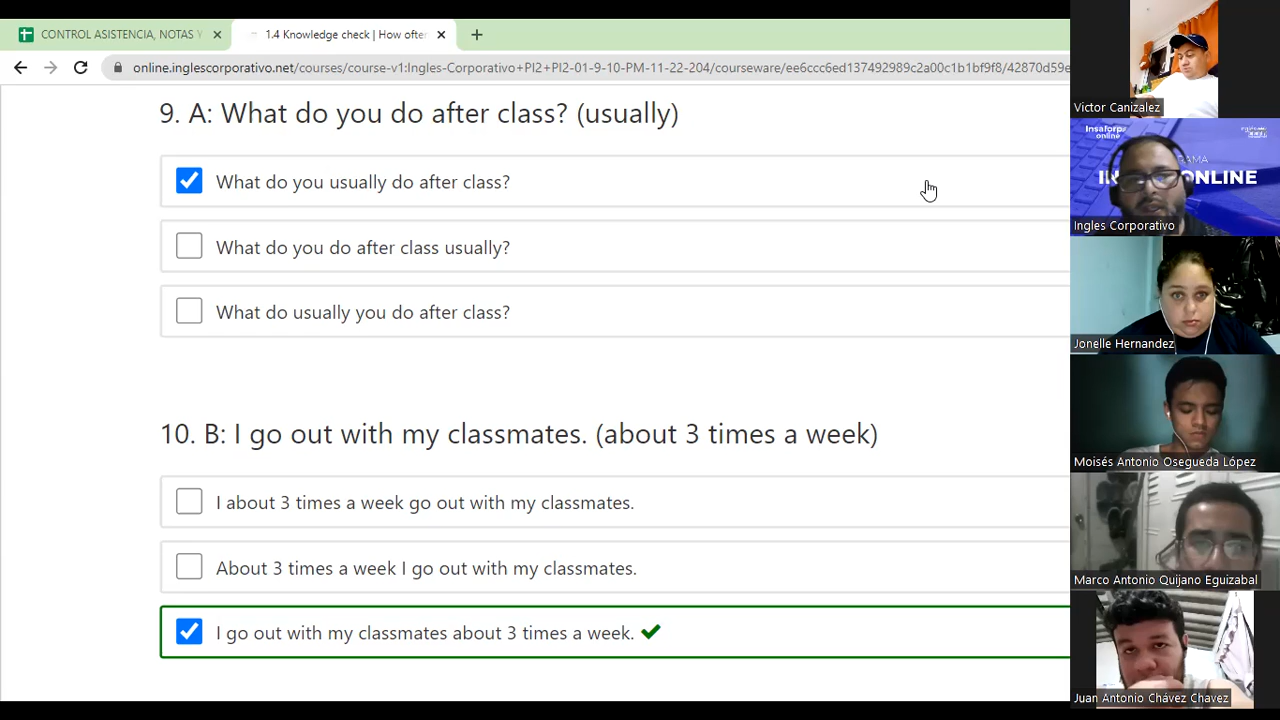 CONTROL ASISTENCIA, NOTAS Y
1.4 Knowledge check | How ofte
online.inglescorporativo.net/courses/course-v1:Ingles-Cor
+PI2+PI2-01-9-10-PM-11-22-204/courseware/ee6ccc6ed137492989c2a00c1b1bf9f8/42870d59e
9. A: What do you do after class? (usually)
What do you usually do after class?
What do you do after class usually?
What do usually you do after class?
10. B: I go out with my classmates. (about 3 times a week)
I about 3 times a week go out with my classmates.
About 3 times a week I go out with my classmates.
I go out with my classmates about 3 times a week.
Victor Canizalez
Insaforp
online
ONLINE
Ingles Corporativo
Jonelle Hernandez
Moisés Antonio Osegueda López
Marco Antonio Quijano Eguizabal
Juan Antonio Chávez Chavez